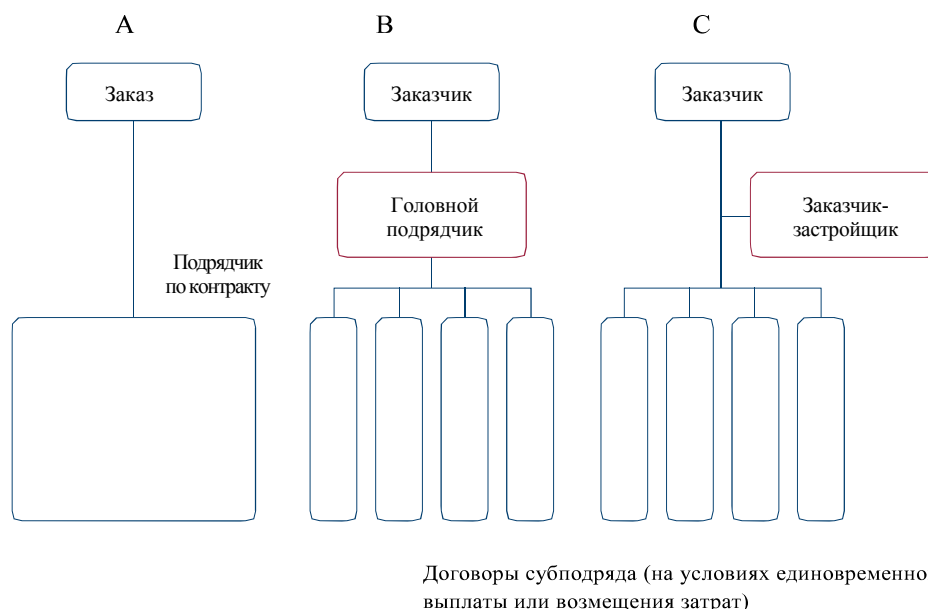 A
B
C
Заказ
Заказчик
Заказчик
Головной
подрядчик
Заказчик-
застройщик
Подрядчик
по контракту
Договоры субподряда (на условиях единовременно
выплаты или возмещения затрат)